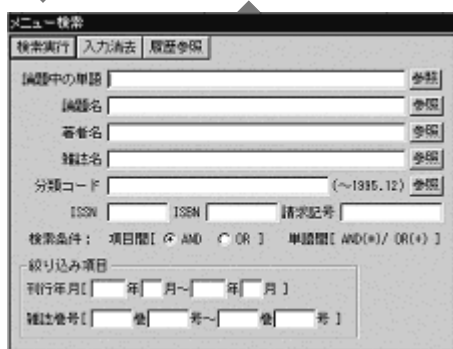 メニュー検索
検索実行 入力消去 履歴参照
論題中の単語 参照
論題名 参照
著者名 参照
雑誌名 参照
分類コード (～1995.12) 参照
ISSN ISBN 請求記号
検索条件： 項目間[ AND OR ] 単語間[ AND(*)/ OR(+) ]
絞り込み項目
刊行年月[ 年 月～ 年 月 ]
雑誌巻号[ 巻 号～ 巻 号 ]